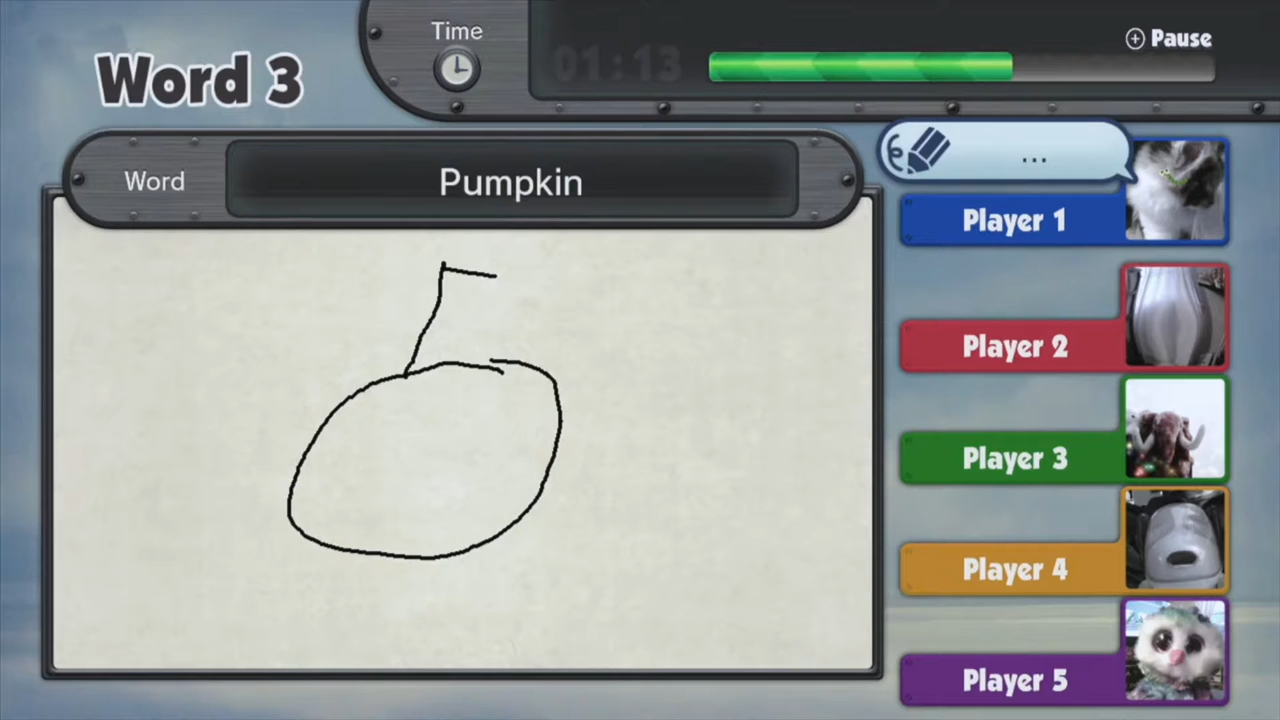 Word 3
Time
01:13
Pause
Word
Pumpkin
...
Player 1
Player 2
Player 3
Player 4
Player 5